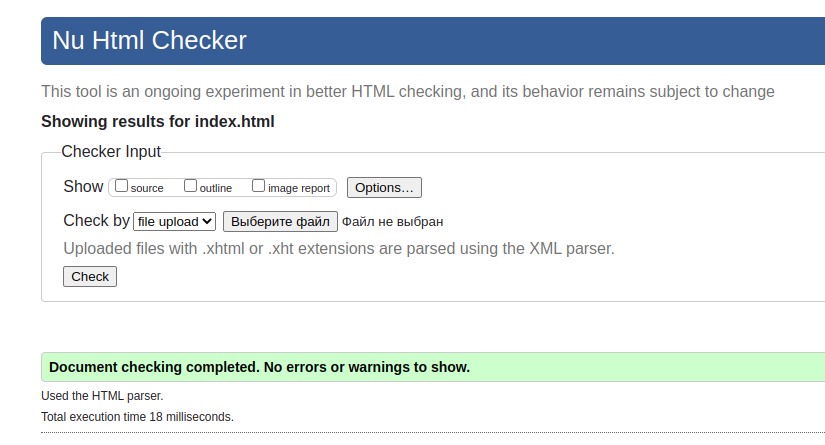 Nu Html Checker
This tool is an ongoing experiment in better HTML checking, and its behavior remains subject to change
Showing results for index.html
Checker Input
Show source outline image report Options...
Check by file upload Выберите файл Файл не выбран
Uploaded files with .xhtml or .xht extensions are parsed using the XML parser.
Check
Document checking completed. No errors or warnings to show.
Used the HTML parser.
Total execution time 18 milliseconds.